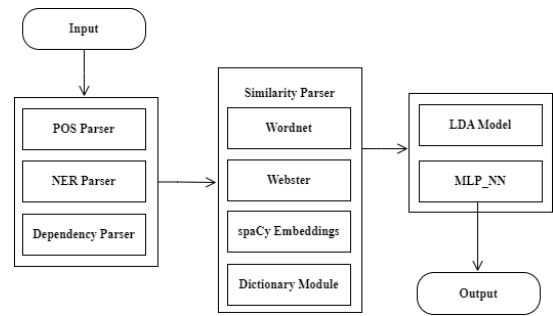 Input
POS Parser
NER Parser
Dependency Parser
Similarity Parser
Wordnet
Webster
spaCy Embeddings
Dictionary Module
LDA Model
MLP_NN
Output